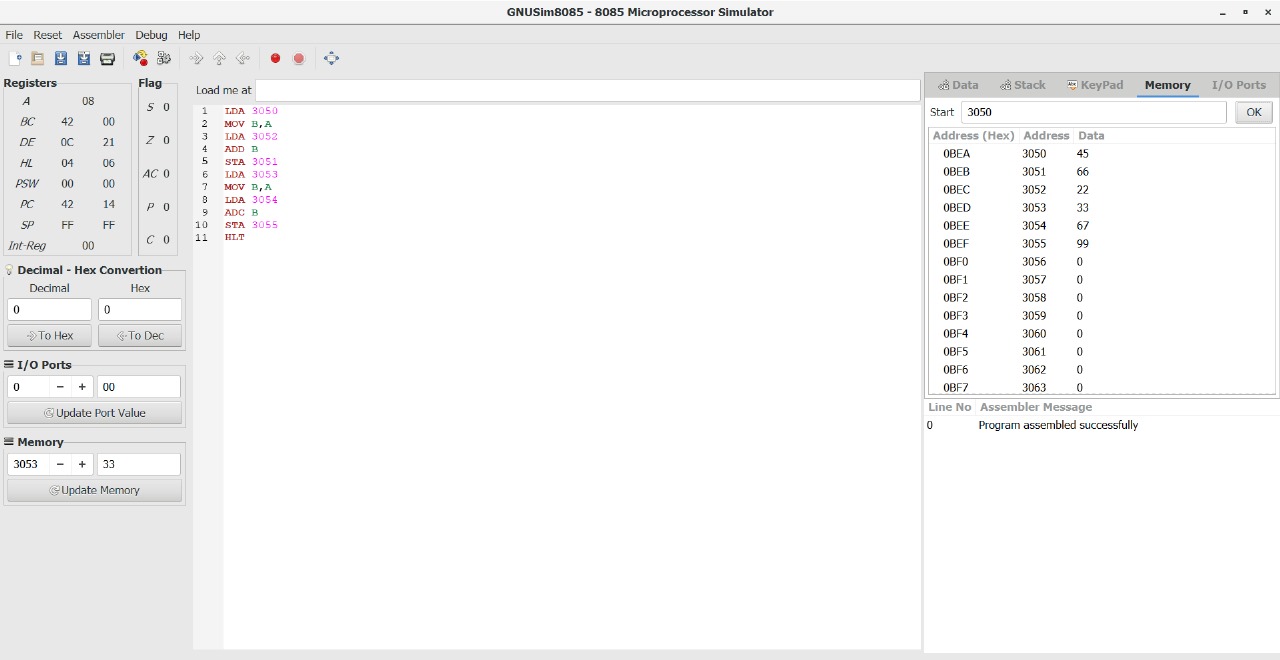 GNUSim8085 - 8085 Microprocessor Simulator
File Reset Assembler Debug Help
Registers
A 08
BC 42 00
DE 0C 21
HL 04 06
PSW 00 00
PC 42 14
SP FF FF
Int-Reg 00
Flag
S 0
Z 0
AC 0
P 0
C 0
Decimal - Hex Convertion
Decimal Hex
0 0
To Hex To Dec
I/O Ports
0 - + 00
Update Port Value
Memory
3053 - + 33
Update Memory
Load me at
1 LDA 3050
2 MOV B,A
3 LDA 3052
4 ADD B
5 STA 3051
6 LDA 3053
7 MOV B,A
8 LDA 3054
9 ADC B
10 STA 3055
11 HLT
Data Stack KeyPad Memory I/O Ports
Start 3050 OK
Address (Hex) Address Data
0BEA 3050 45
0BEB 3051 66
0BEC 3052 22
0BED 3053 33
0BEE 3054 67
0BEF 3055 99
0BF0 3056 0
0BF1 3057 0
0BF2 3058 0
0BF3 3059 0
0BF4 3060 0
0BF5 3061 0
0BF6 3062 0
0BF7 3063 0
Line No Assembler Message
0 Program assembled successfully